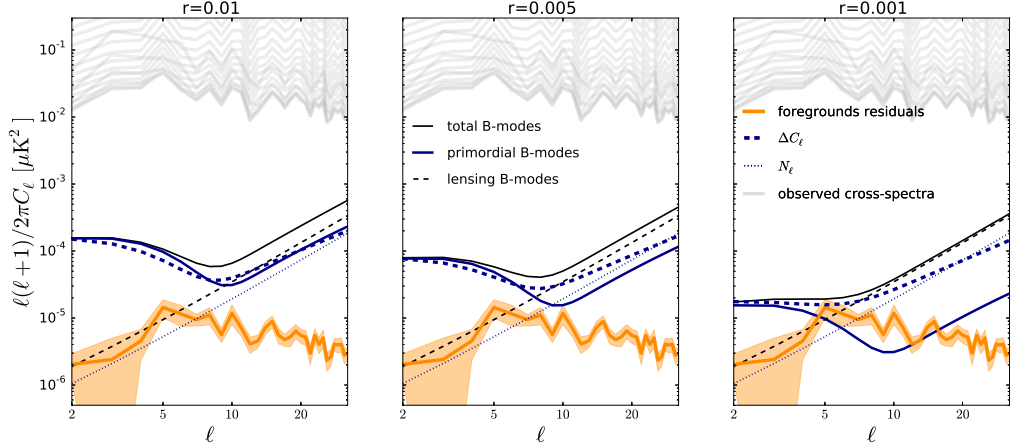 r=0.01
r=0.005
r=0.001
ℓ(ℓ+1)/2πC_ℓ [μK²]
10⁻¹
10⁻²
10⁻³
10⁻⁴
10⁻⁵
10⁻⁶
total B-modes
primordial B-modes
lensing B-modes
foregrounds residuals
ΔC_ℓ
N_ℓ
observed cross-spectra
2 5 10 20
2 5 10 20
2 5 10 20
ℓ
ℓ
ℓ